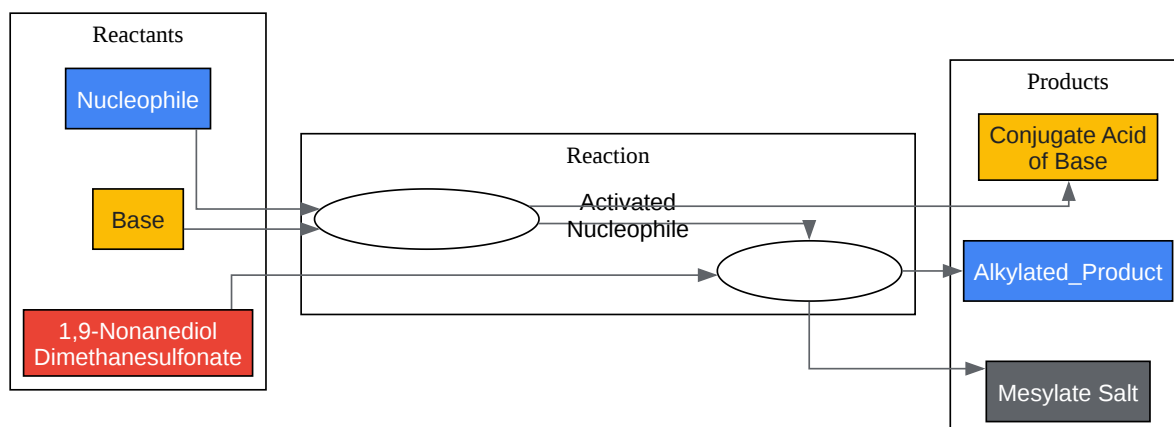 Reactants
Nucleophile
Base
1,9-Nonanediol
Dimethanesulfonate
Reaction
Activated
Nucleophile
Products
Conjugate Acid
of Base
Alkylated_Product
Mesylate Salt